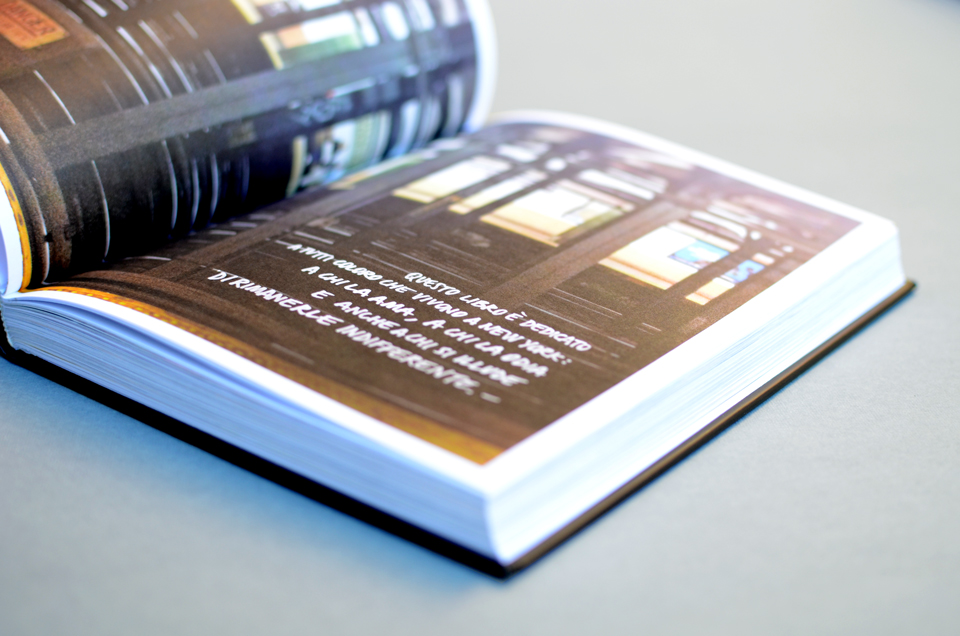 QUESTO LIBRO È DEDICATO
A TUTTI COLORO CHE VIVONO A NEW YORK:
A CHI LA AMA, A CHI LA ODIA
E ANCHE A CHI SI ILLUDE
DI RIMANERLE INDIFFERENTE.